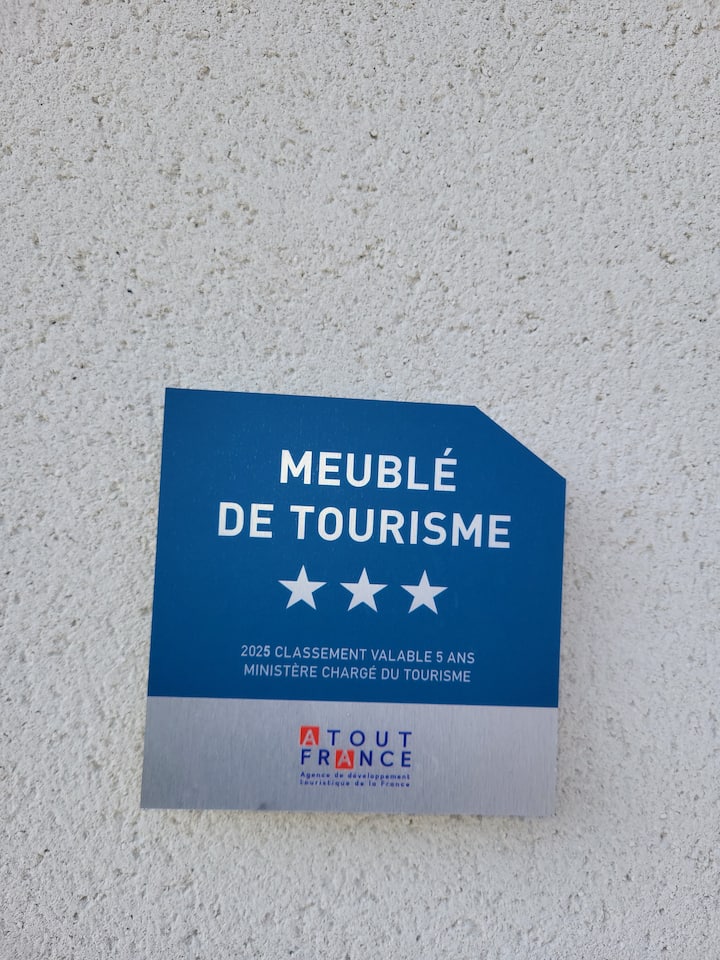 MEUBLÉ
DE TOURISME
★★★
2025 CLASSEMENT VALABLE 5 ANS
MINISTÈRE CHARGÉ DU TOURISME
ATOUT
FRANCE
Agence de développement
touristique de la France